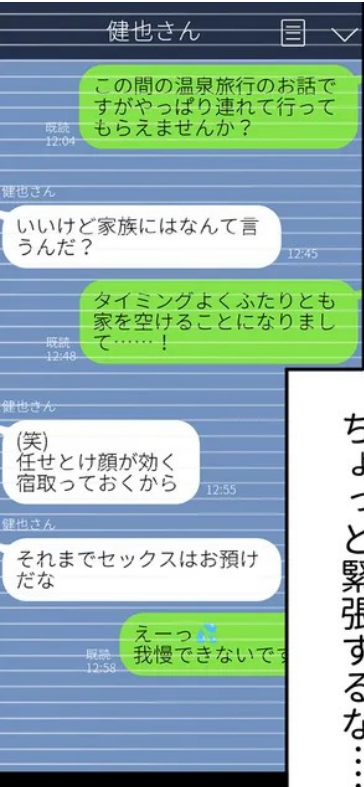 健也さん
この間の温泉旅行のお話で
すがやっぱり連れて行って
もらえませんか？
既読
12:04
健也さん
いいけど家族にはなんて言
うんだ？
12:45
タイミングよくふたりとも
家を空けることになりまし
て……！
既読
12:48
健也さん
(笑)
任せとけ顔が効く
宿取っておくから
12:55
健也さん
それまでセックスはお預け
だな
えーっ💦
我慢できないです
既読
12:58
ちょっと緊張するな…